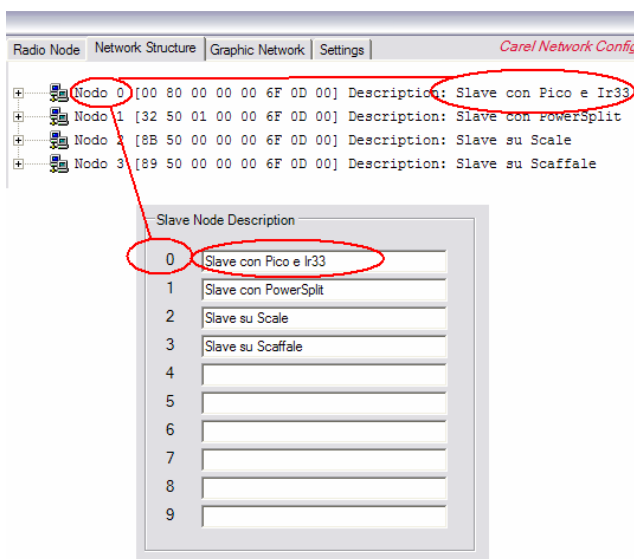 Radio Node Network Structure Graphic Network Settings Carel Network Config
Nodo 0 [00 80 00 00 00 6F 0D 00] Description: Slave con Pico e Ir33
Nodo 1 [32 50 01 00 00 6F 0D 00] Description: Slave con PowerSplit
Nodo 2 [8B 50 00 00 00 6F 0D 00] Description: Slave su Scale
Nodo 3 [89 50 00 00 00 6F 0D 00] Description: Slave su Scaffale
Slave Node Description
0 Slave con Pico e Ir33
1 Slave con PowerSplit
2 Slave su Scale
3 Slave su Scaffale
4
5
6
7
8
9